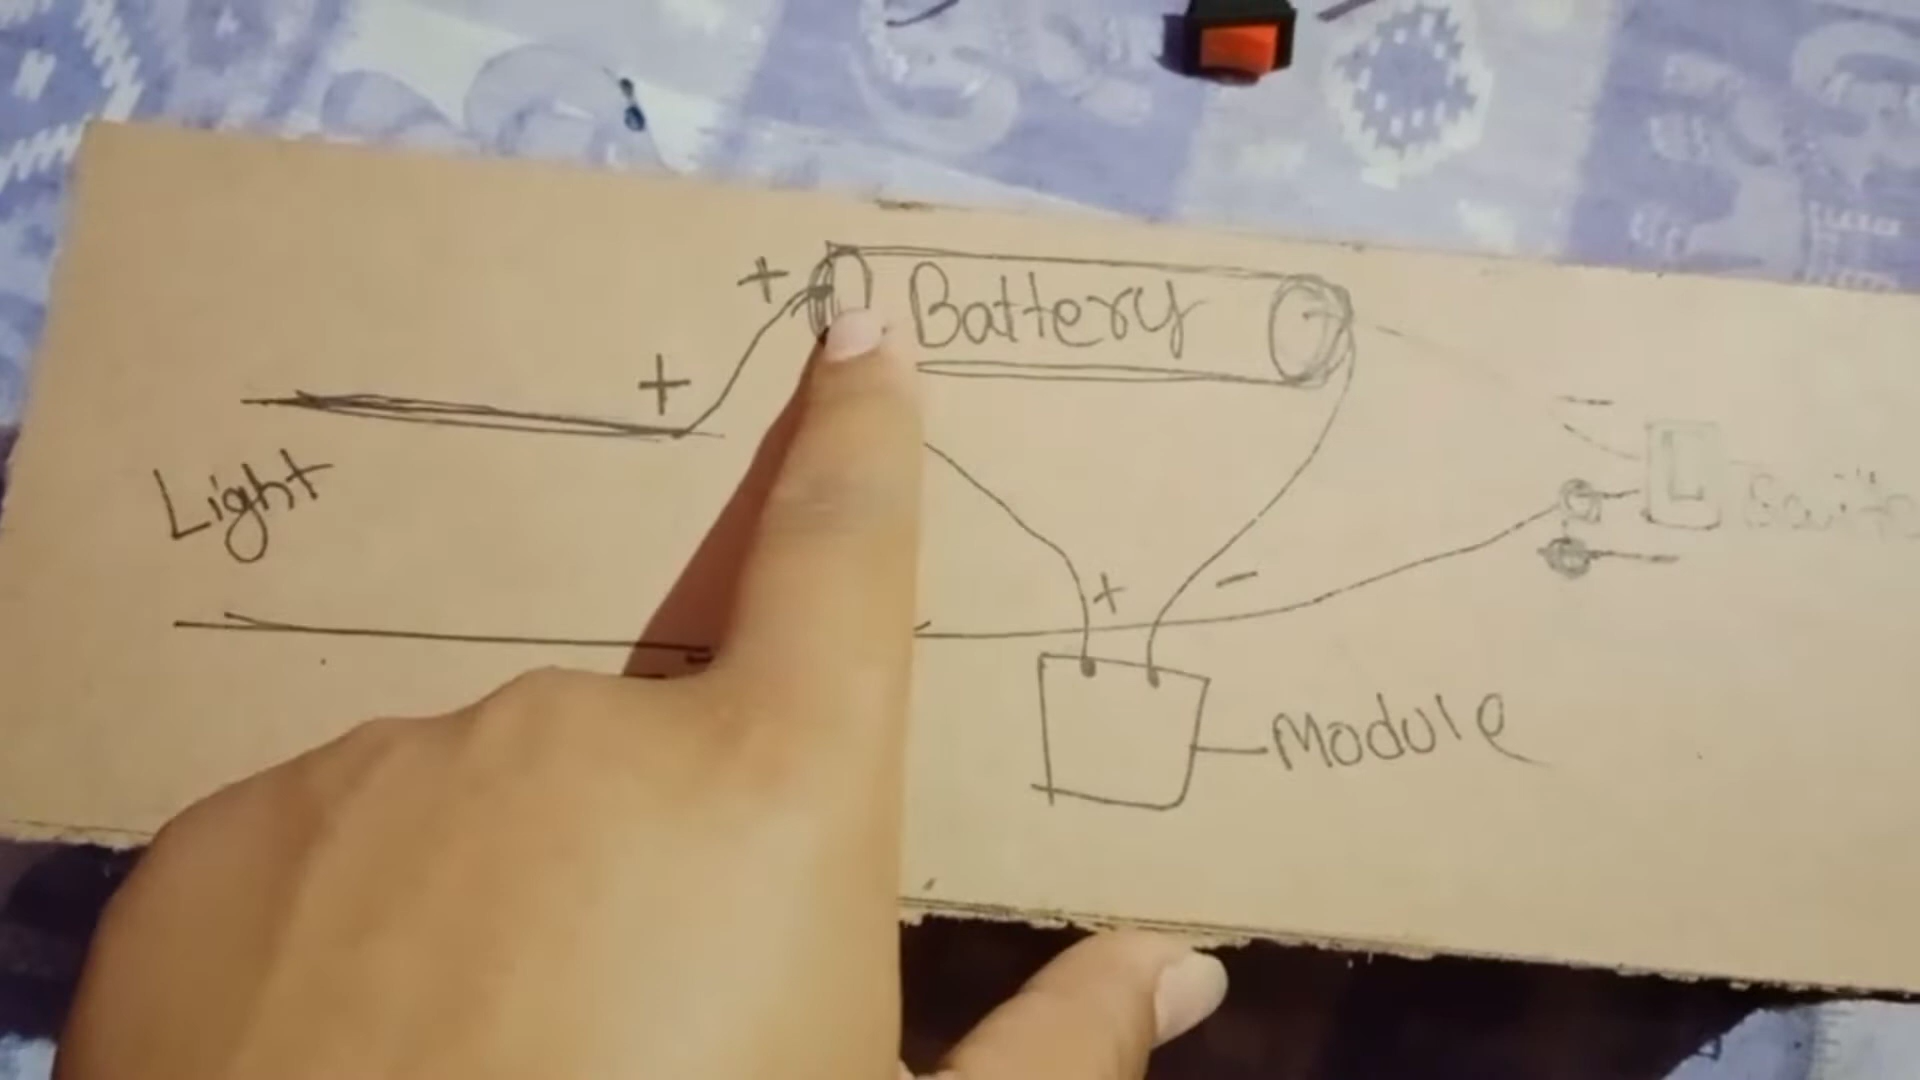 +
Battery
+
Light
+ -
Module